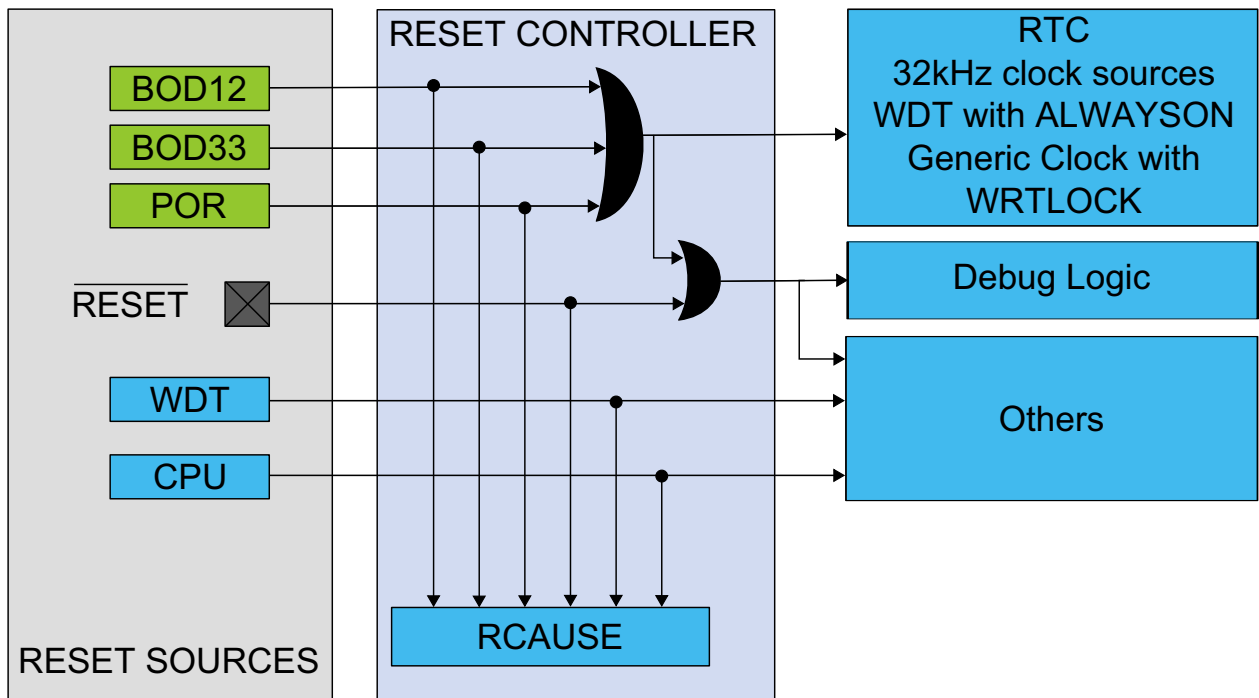 RESET SOURCES
BOD12
BOD33
POR
RESET
WDT
CPU
RESET CONTROLLER
RCAUSE
RTC
32kHz clock sources
WDT with ALWAYSON
Generic Clock with
WRTLOCK
Debug Logic
Others